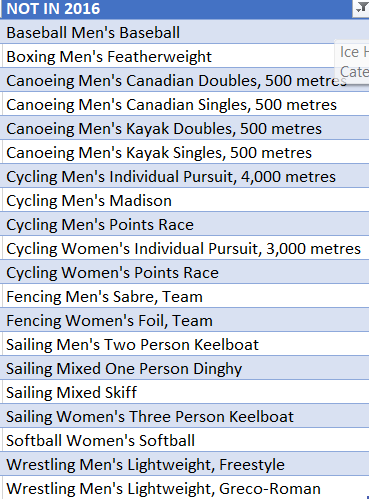 NOT IN 2016
Baseball Men's Baseball
Boxing Men's Featherweight
Ice
Cate
Canoeing Men's Canadian Doubles, 500 metres
Canoeing Men's Canadian Singles, 500 metres
Canoeing Men's Kayak Doubles, 500 metres
Canoeing Men's Kayak Singles, 500 metres
Cycling Men's Individual Pursuit, 4,000 metres
Cycling Men's Madison
Cycling Men's Points Race
Cycling Women's Individual Pursuit, 3,000 metres
Cycling Women's Points Race
Fencing Men's Sabre, Team
Fencing Women's Foil, Team
Sailing Men's Two Person Keelboat
Sailing Mixed One Person Dinghy
Sailing Mixed Skiff
Sailing Women's Three Person Keelboat
Softball Women's Softball
Wrestling Men's Lightweight, Freestyle
Wrestling Men's Lightweight, Greco-Roman